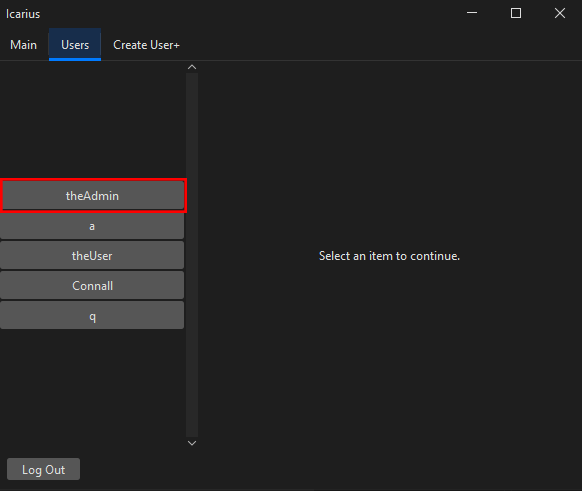 Icarius
Main Users Create User+
theAdmin
a
theUser
Connall
q
Select an item to continue.
Log Out